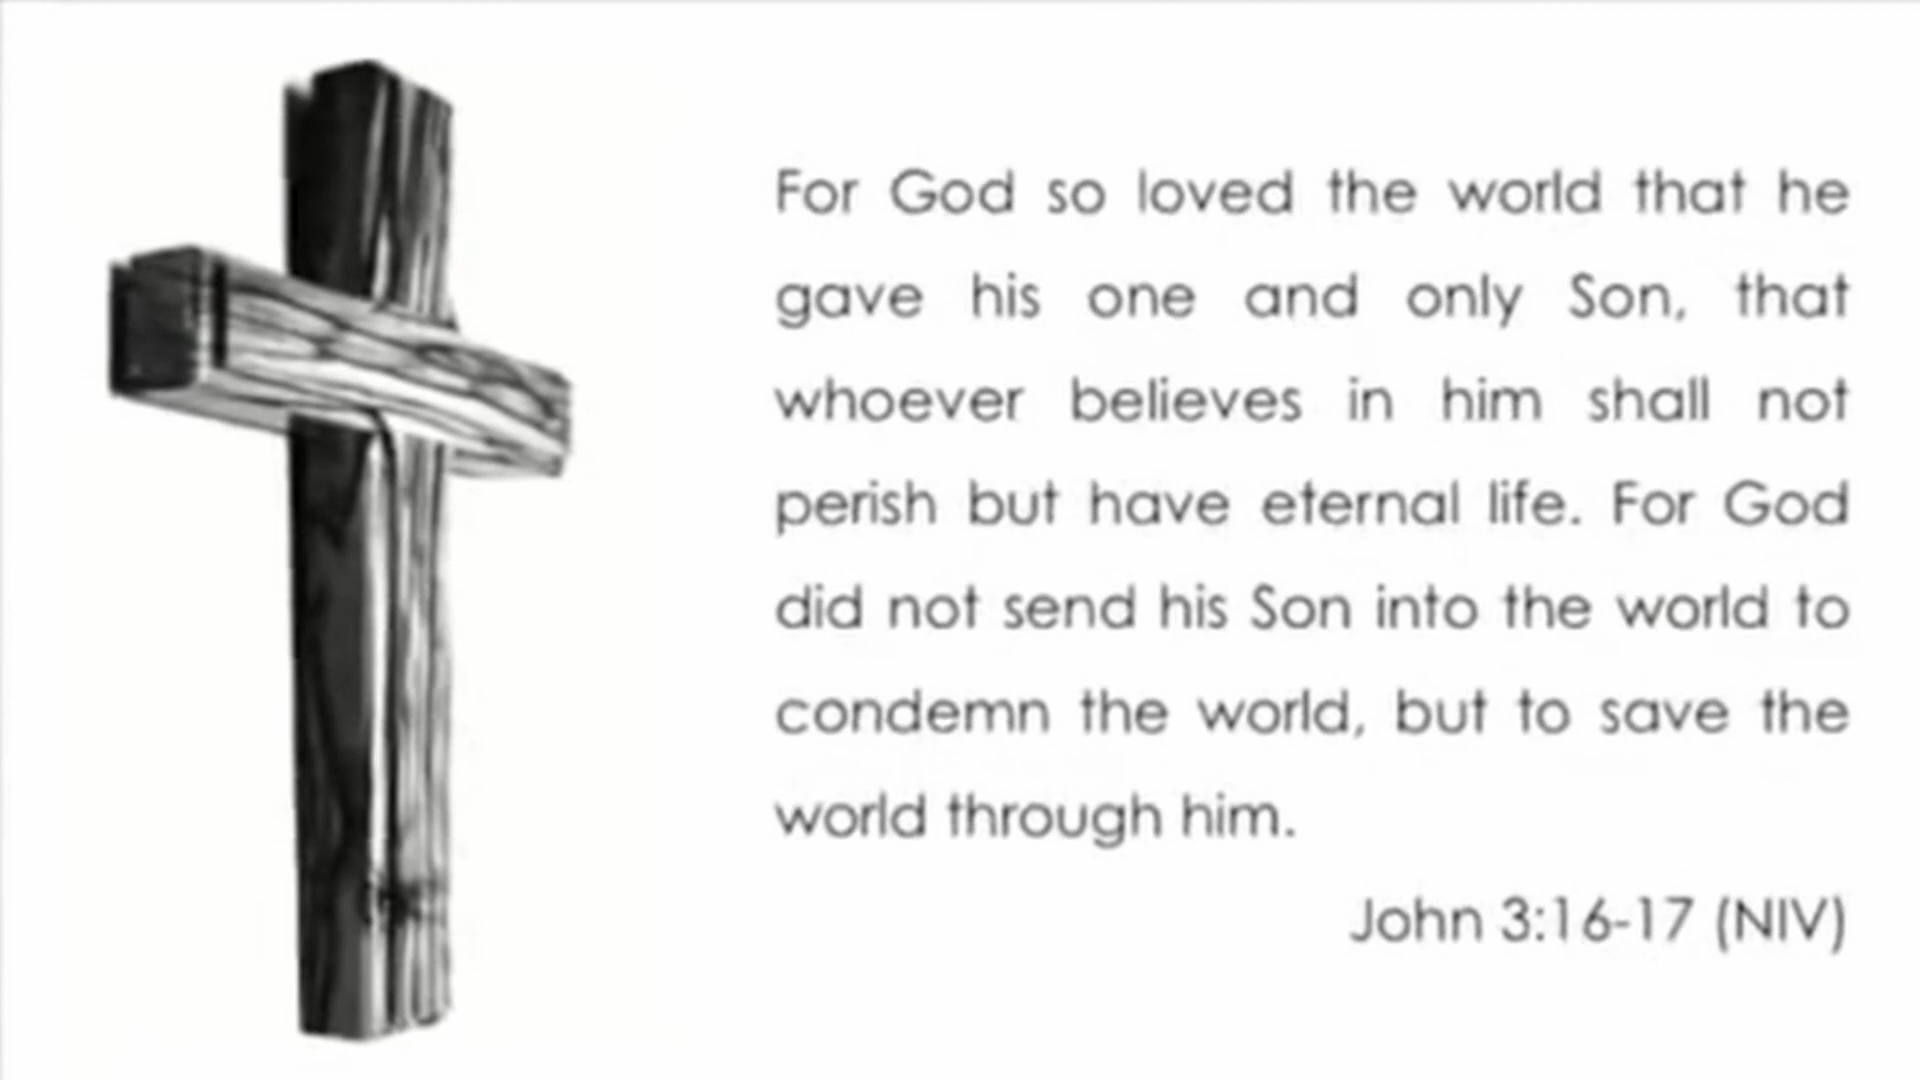 For God so loved the world that he
gave his one and only Son, that
whoever believes in him shall not
perish but have eternal life. For God
did not send his Son into the world to
condemn the world, but to save the
world through him.
John 3:16-17 (NIV)